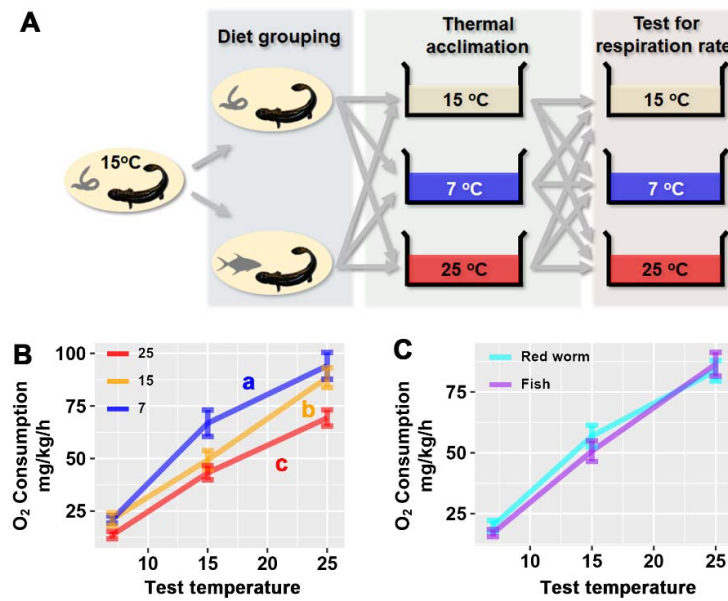 A
Diet grouping
Thermal
acclimation
Test for
respiration rate
15°C
15 °C
7 °C
25 °C
15 °C
7 °C
25 °C
B
O₂ Consumption
mg/kg/h
100
75
50
25
25
15
7
a
b
c
10
15
20
25
Test temperature
C
O₂ Consumption
mg/kg/h
75
50
25
Red worm
Fish
10
15
20
25
Test temperature